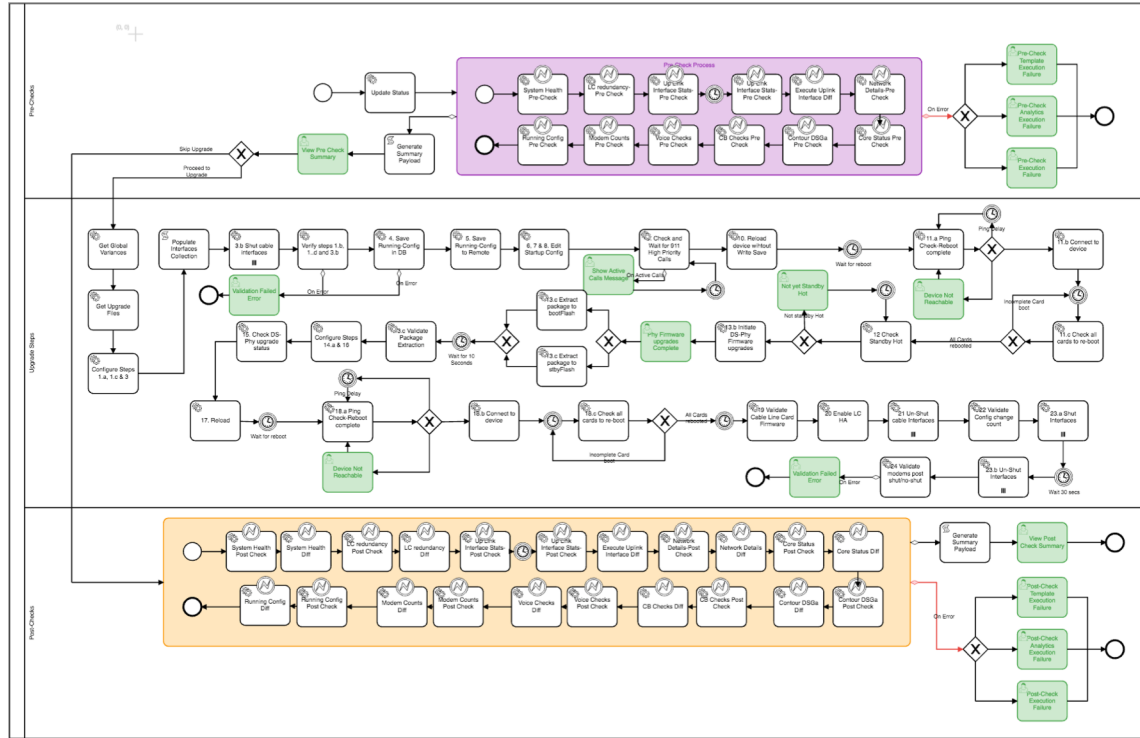 (0, 0)
Pre-Checks
Update Status
Pre-Check Process
System Health
Pre-Check
LC redundancy-
Pre Check
Up Link
Interface Stats-
Pre Check
Up Link
Interface Stats-
Pre Check
Execute Uplink
Interface Diff
Network
Details-Pre
Check
Running Config
Pre Check
Modem Counts
Pre Check
Voice Checks
Pre Check
CB Checks Pre
Check
Contour DSGa
Pre Check
Core Status Pre
Check
On Error
Pre-Check
Template
Execution
Failure
Pre-Check
Analytics
Execution
Failure
Pre-Check
Execution
Failure
Generate
Summary
Payload
View Pre Check
Summary
Skip Upgrade
Proceed to
Upgrade
Upgrade Steps
Get Global
Variances
Get Upgrade
Files
Configure Steps
1.a, 1.c & 3
Populate
Interfaces
Collection
3.b Shut cable
interfaces
Verify steps 1.b,
1..d and 3.b
4. Save
Running-Config
in DB
5. Save
Running-Config
to Remote
6, 7 & 8. Edit
Startup Config
Check and
Wait for 911
High Priority
Calls
10. Reload
device wihtout
Write Save
Wait for reboot
11.a Ping
Check-Reboot
complete
Ping Delay
11.b Connect to
device
Validation Failed
Error
On Error
On Error
Show Active
Calls Message
On Active Calls
Not yet Standby
Hot
Device Not
Reachable
Incomplete Card
boot
11.c Check all
cards to re-boot
All Cards
rebooted
12 Check
Standby Hot
Not standby Hot
13.b Initiate
DS-Phy
Firmware
upgrades
Phy Firmware
upgrades
Complete
13.c Extract
package to
bootFlash
13.c Extract
package to
stbyFlash
Wait for 10
Seconds
13.c Validate
Package
Extraction
Configure Steps
14.a & 16
15. Check DS-
Phy upgrade
status
17. Reload
Wait for reboot
Ping Delay
18.a Ping
Check-Reboot
complete
Device Not
Reachable
18.b Connect to
device
18.c Check all
cards to re-boot
Incomplete Card
boot
All Cards
rebooted
19 Validate
Cable Line Card
Firmware
20 Enable LC
HA
21 Un-Shut
cable Interfaces
22 Validate
Config change
count
23.a Shut
Interfaces
Wait 30 secs
23.b Un-Shut
Interfaces
24 Validate
modems post
shut/no-shut
On Error
Validation Failed
Error
Post-Checks
System Health
Post Check
System Health
Diff
LC redundancy
Post Check
LC redundancy
Diff
Up Link
Interface Stats-
Post Check
Up Link
Interface Stats-
Post Check
Execute Uplink
Interface Diff
Network
Details-Post
Check
Network Details
Diff
Core Status
Post Check
Core Status Diff
Running Config
Diff
Running Config
Post Check
Modem Counts
Diff
Modem Counts
Post Check
Voice Checks
Diff
Voice Checks
Post Check
CB Checks Diff
CB Checks Post
Check
Contour DSGa
Diff
Contour DSGa
Post Check
Generate
Summary
Payload
View Post
Check Summary
On Error
Post-Check
Template
Execution
Failure
Post-Check
Analytics
Execution
Failure
Post-Check
Execution
Failure